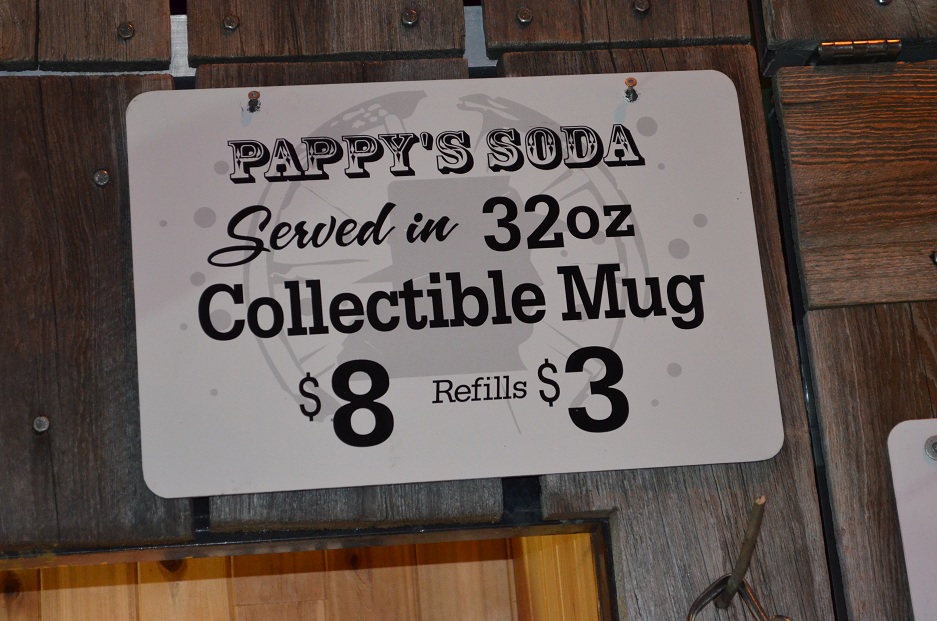 PAPPY'S SODA
Served in 32oz
Collectible Mug
$8 Refills $3